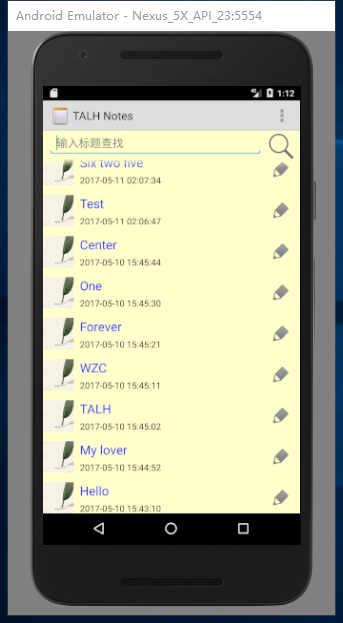 Android Emulator - Nexus_5X_API_23:5554
4G 1:12
TALH Notes
输入标题查找
Six two five
2017-05-11 02:07:34
Test
2017-05-11 02:06:47
Center
2017-05-10 15:45:44
One
2017-05-10 15:45:30
Forever
2017-05-10 15:45:21
WZC
2017-05-10 15:45:11
TALH
2017-05-10 15:45:02
My lover
2017-05-10 14:44:52
Hello
2017-05-10 15:43:10